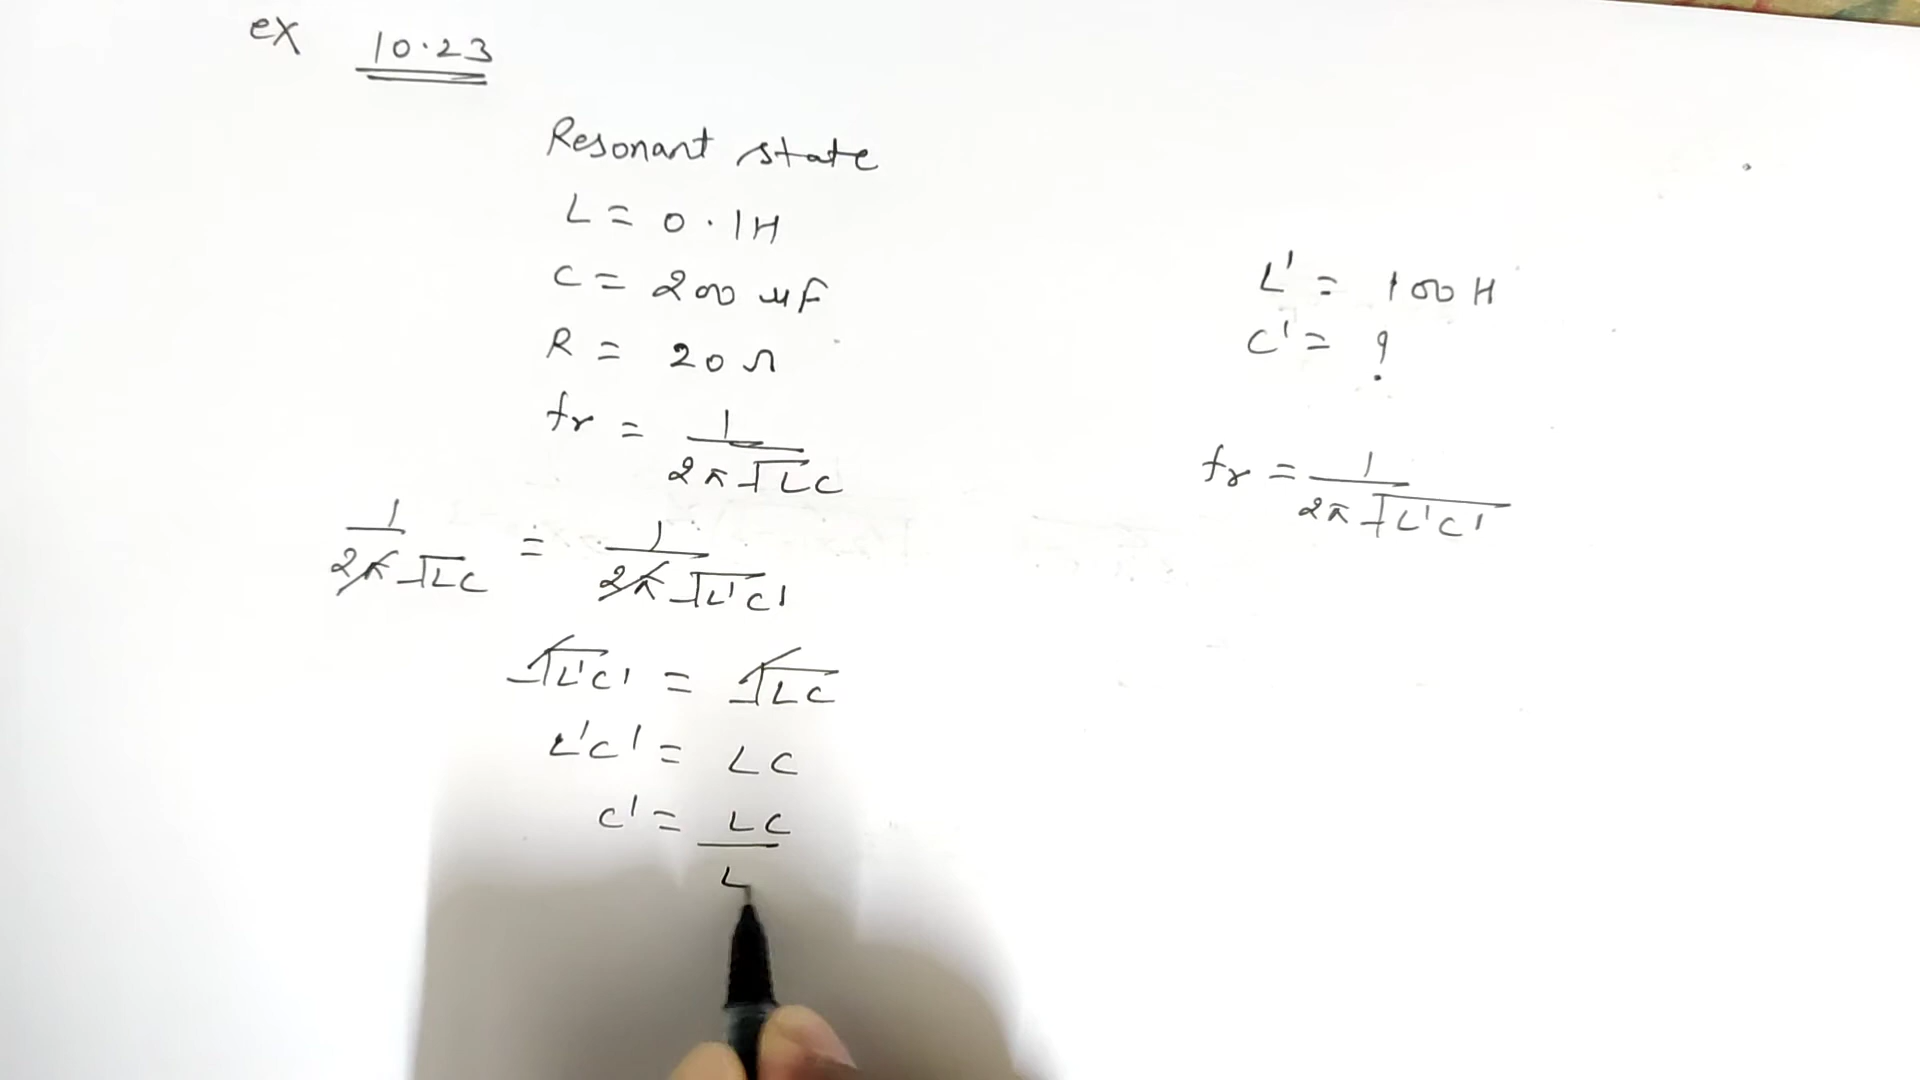 ex 10.23
Resonant state
L = 0.1H
C = 200 μF
R = 20 Ω
fr = 1 / 2π√LC
1 / 2π√LC = 1 / 2π√L'C'
√L'C' = √LC
L'C' = LC
C' = LC / L
L' = 100 H
C' = ?
fr = 1 / 2π√L'C'